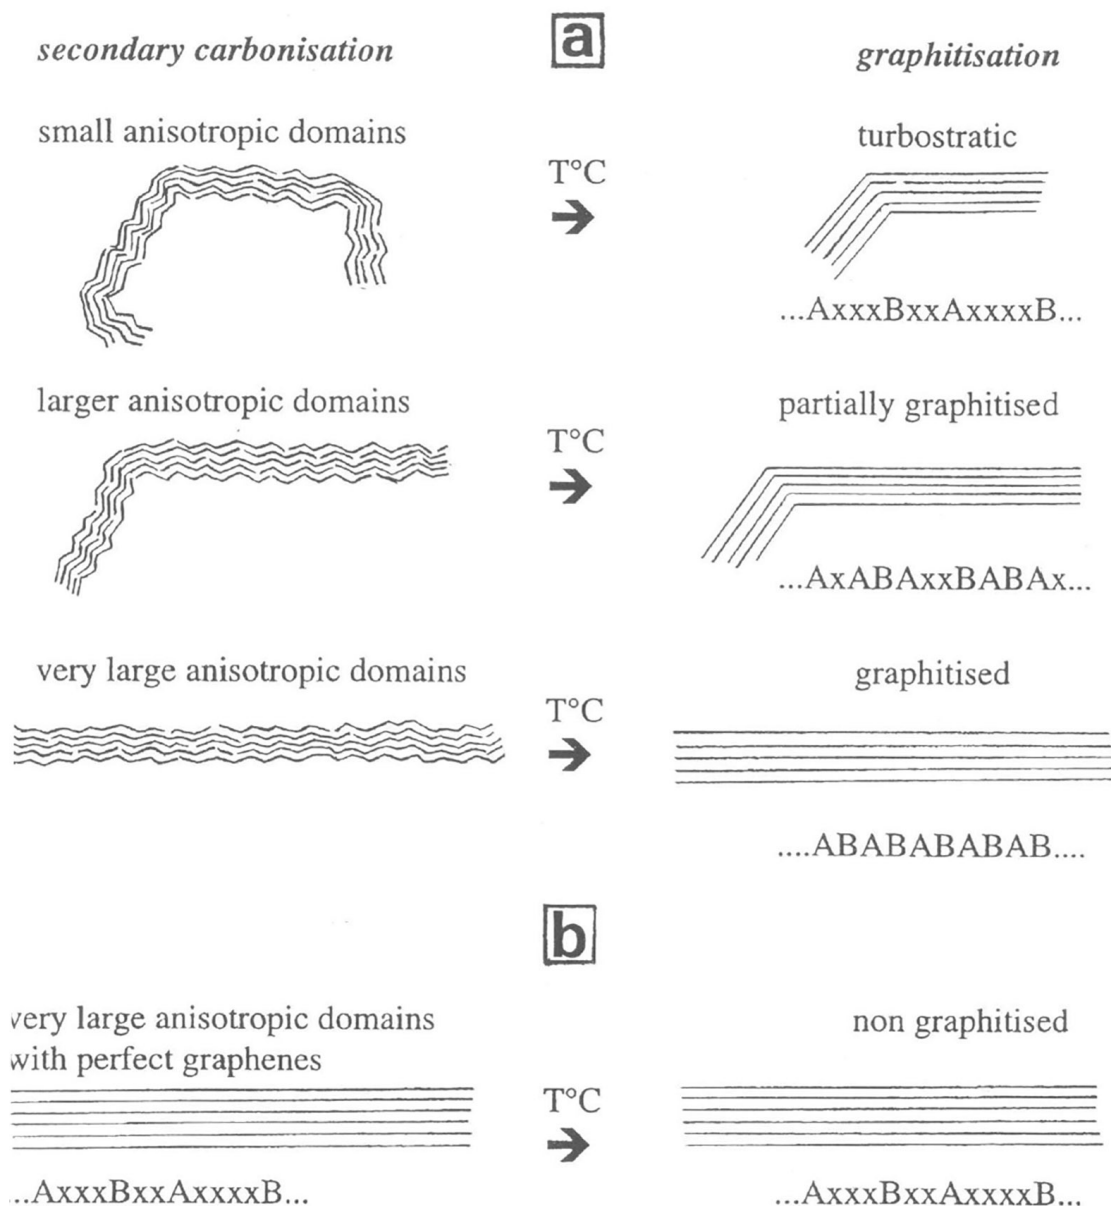 a
secondary carbonisation
graphitisation
small anisotropic domains
T°C
turbostratic
...AxxxBxxAxxxxB...
larger anisotropic domains
T°C
partially graphitised
...AxABAxxBABAx...
very large anisotropic domains
T°C
graphitised
....ABABABABAB....
b
very large anisotropic domains
with perfect graphenes
T°C
non graphitised
...AxxxBxxAxxxxB...
...AxxxBxxAxxxxB...